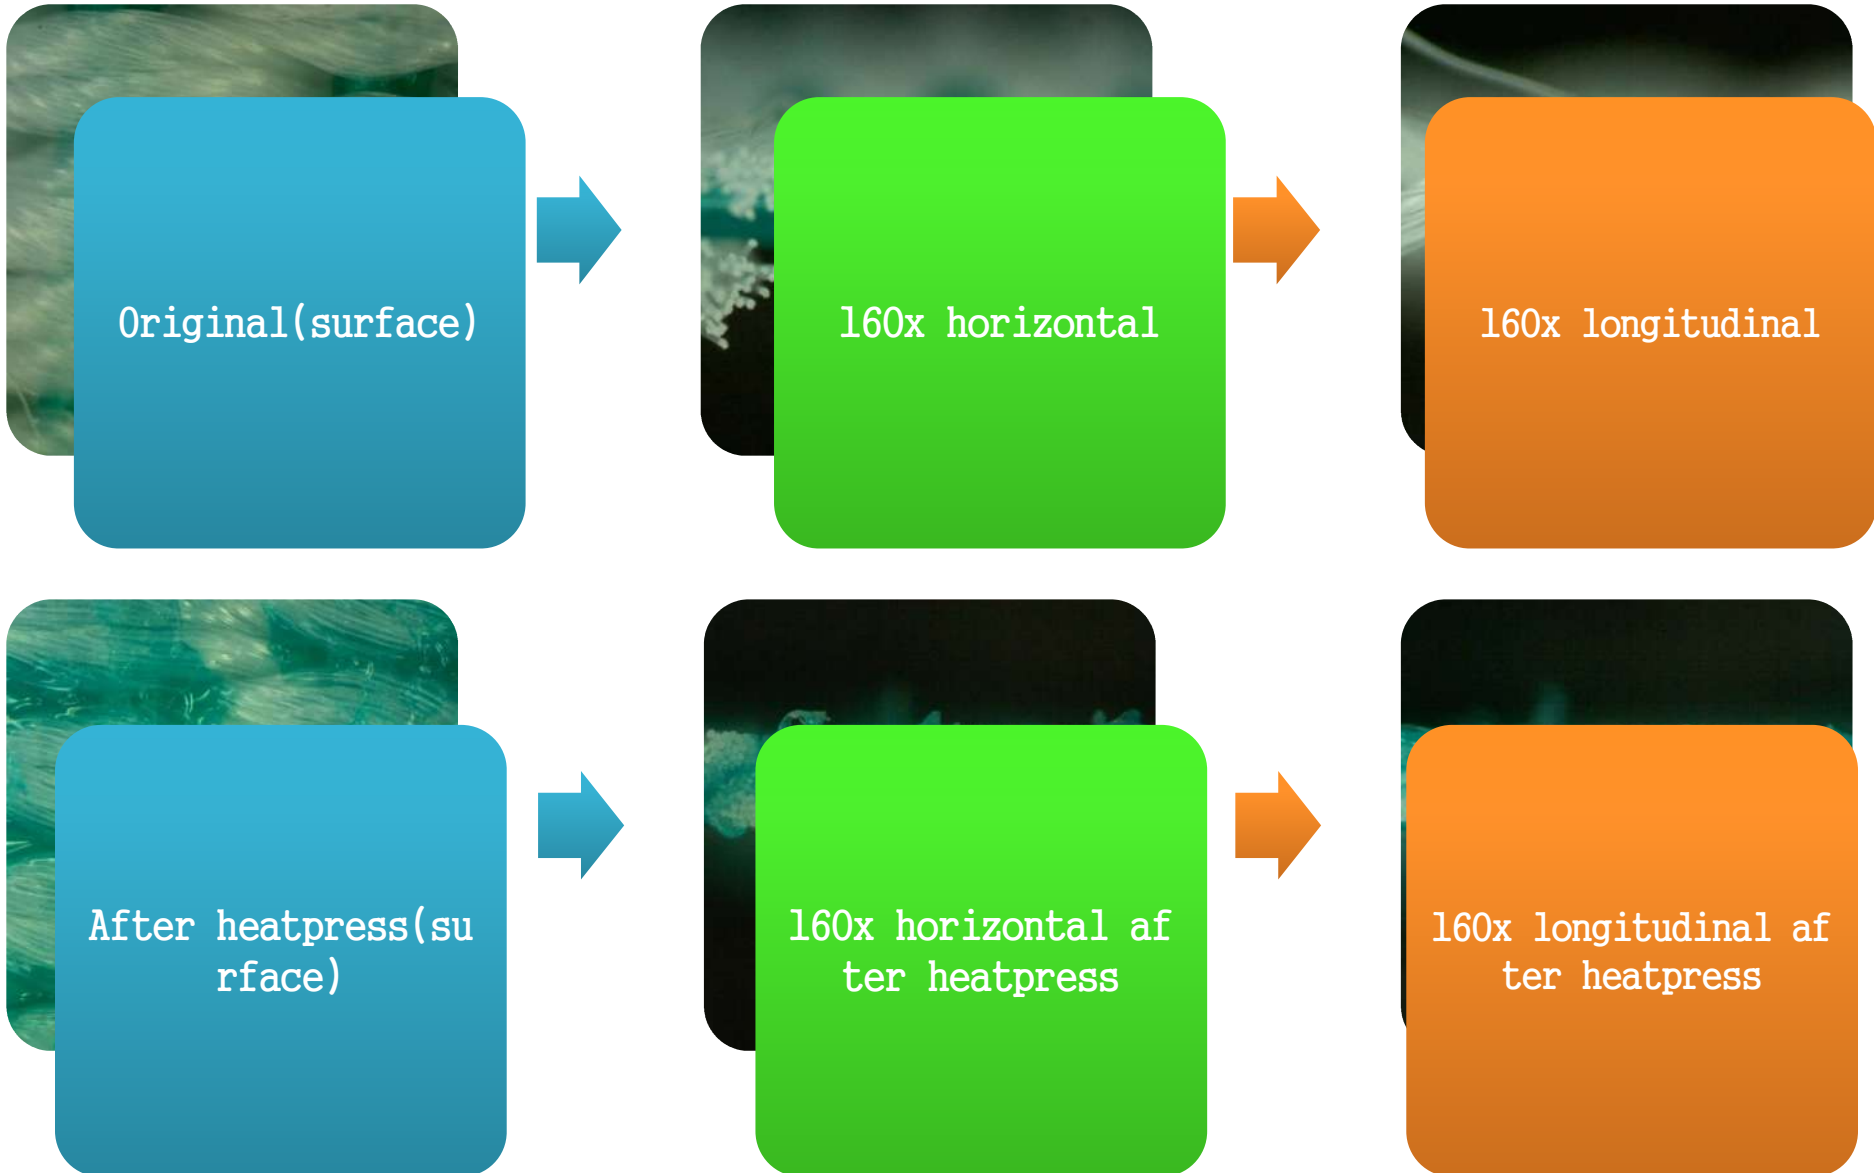 Original(surface)
160x horizontal
160x longitudinal
After heatpress(su
rface)
160x horizontal af
ter heatpress
160x longitudinal af
ter heatpress